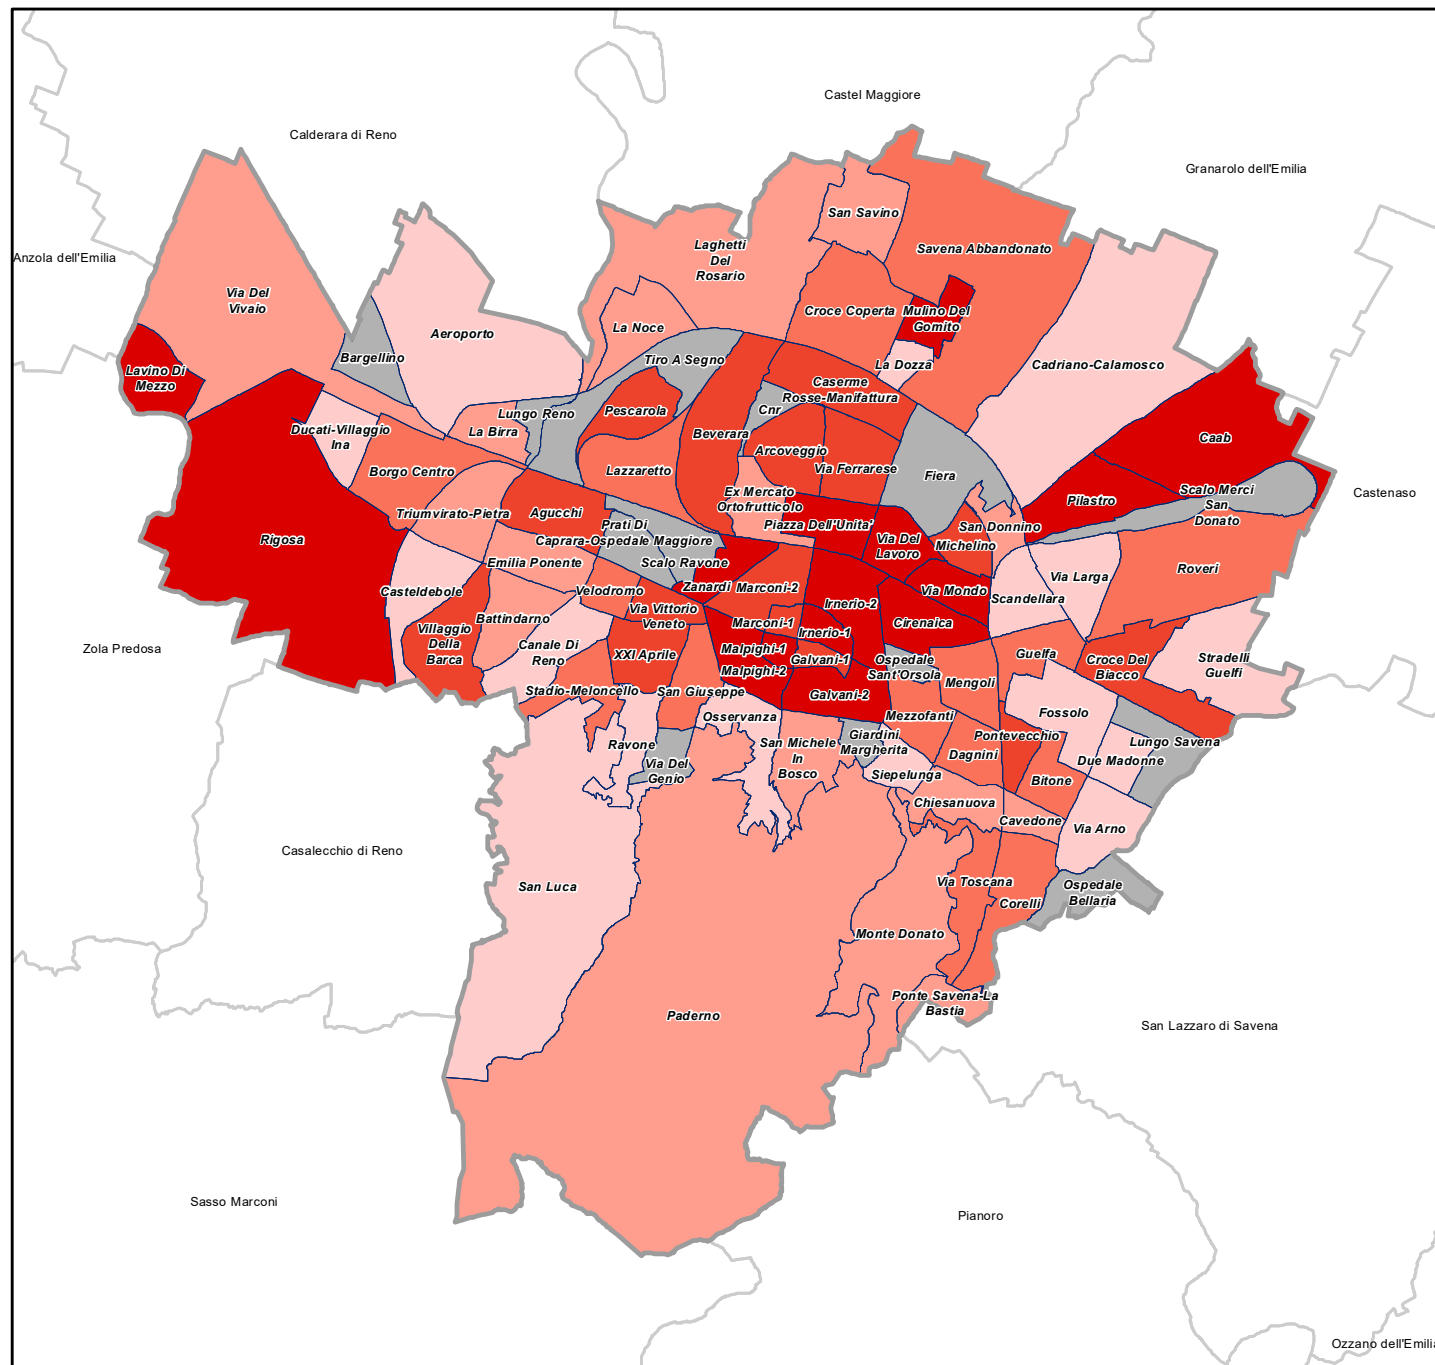 Castel Maggiore
Calderara di Reno
Granarolo dell'Emilia
San Savino
Laghetti
Del
Rosario
Savena Abbandonato
Anzola dell'Emilia
Via Del
Vivaio
Croce Coperta
Mulino Del
Gomito
La Noce
Aeroporto
Bargellino
Tiro A Segno
La Dozza
Cadriano-Calamosco
Lavino Di
Mezzo
Caserme
Rosse-Manifattura
Lungo Reno
Pescarola
Cnr
Ducati-Villaggio
Ina
La Birra
Beverara
Caab
Borgo Centro
Lazzaretto
Arcoveggio
Via Ferrarese
Fiera
Scalo Merci
San
Donato
Castenaso
Ex Mercato
Ortofrutticolo
Pilastro
Triumvirato-Pietra
Agucchi
Prati Di
Caprara-Ospedale Maggiore
Piazza Dell'Unita'
San Donnino
Rigosa
Via Del
Lavoro
Michelino
Emilia Ponente
Scalo Ravone
Roveri
Via Larga
Casteldebole
Velodromo
Zanardi
Marconi-2
Irnerio-2
Via Mondo
Scandellara
Battindarno
Via Vittorio
Veneto
Marconi-1
Irnerio-1
Cirenaica
Villaggio
Della
Barca
Canale Di
Reno
XXI Aprile
Malpighi-1
Galvani-1
Ospedale
Sant'Orsola
Guelfa
Croce Del
Biacco
Stradelli
Guelfi
Zola Predosa
Malpighi-2
Mengoli
Stadio-Meloncello
San Giuseppe
Galvani-2
Osservanza
Mezzofanti
Fossolo
Ravone
San Michele
In
Bosco
Giardini
Margherita
Pontevecchio
Lungo Savena
Via Del
Genio
Siepelunga
Dagnini
Due Madonne
Bitone
Chiesanuova
Cavedone
Via Arno
Casalecchio di Reno
San Luca
Via Toscana
Ospedale
Bellaria
Corelli
Monte Donato
Ponte Savena-La
Bastia
Paderno
San Lazzaro di Savena
Sasso Marconi
Pianoro
Ozzano dell'Emilia